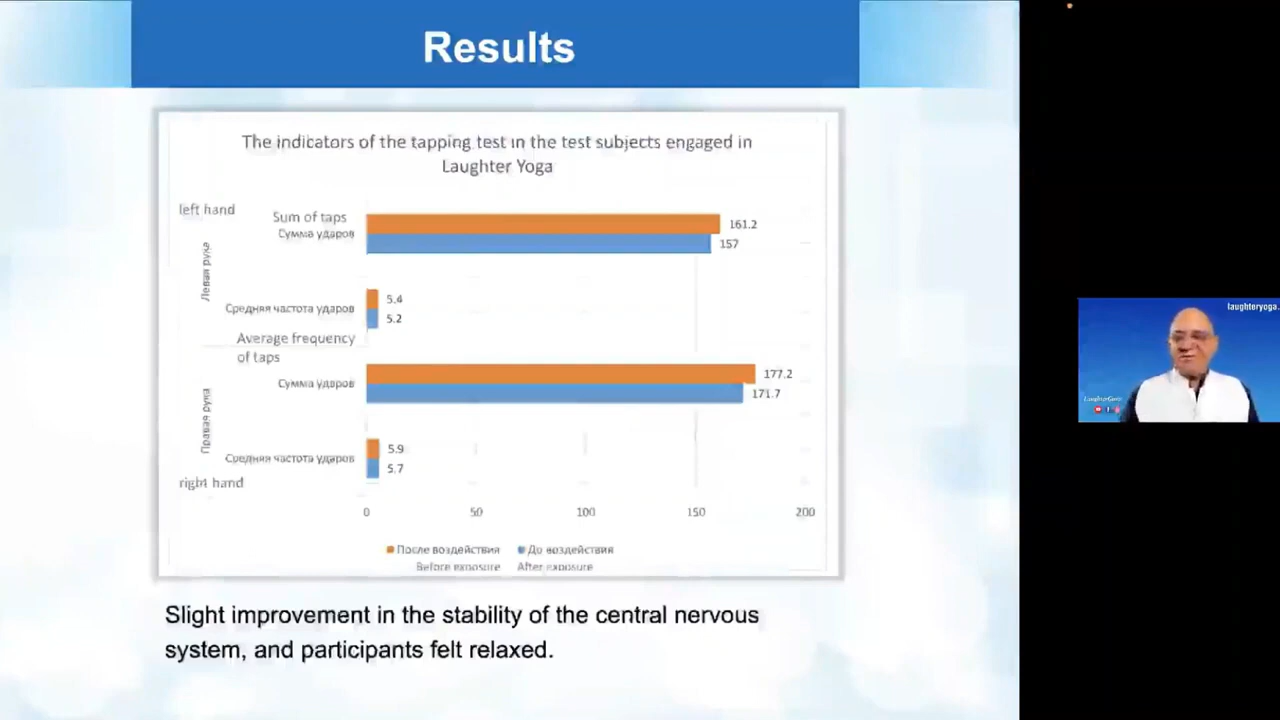 Results
The indicators of the tapping test in the test subjects engaged in
Laughter Yoga
left hand
Левая рука
Sum of taps
Сумма ударов
161.2
157
Средняя частота ударов
5.4
5.2
Average frequency
of taps
Правая рука
Сумма ударов
177.2
171.7
Средняя частота ударов
5.9
5.7
right hand
0 50 100 150 200
После воздействия До воздействия
Before exposure After exposure
Slight improvement in the stability of the central nervous
system, and participants felt relaxed.
laughteryoga.
LaughterGuru